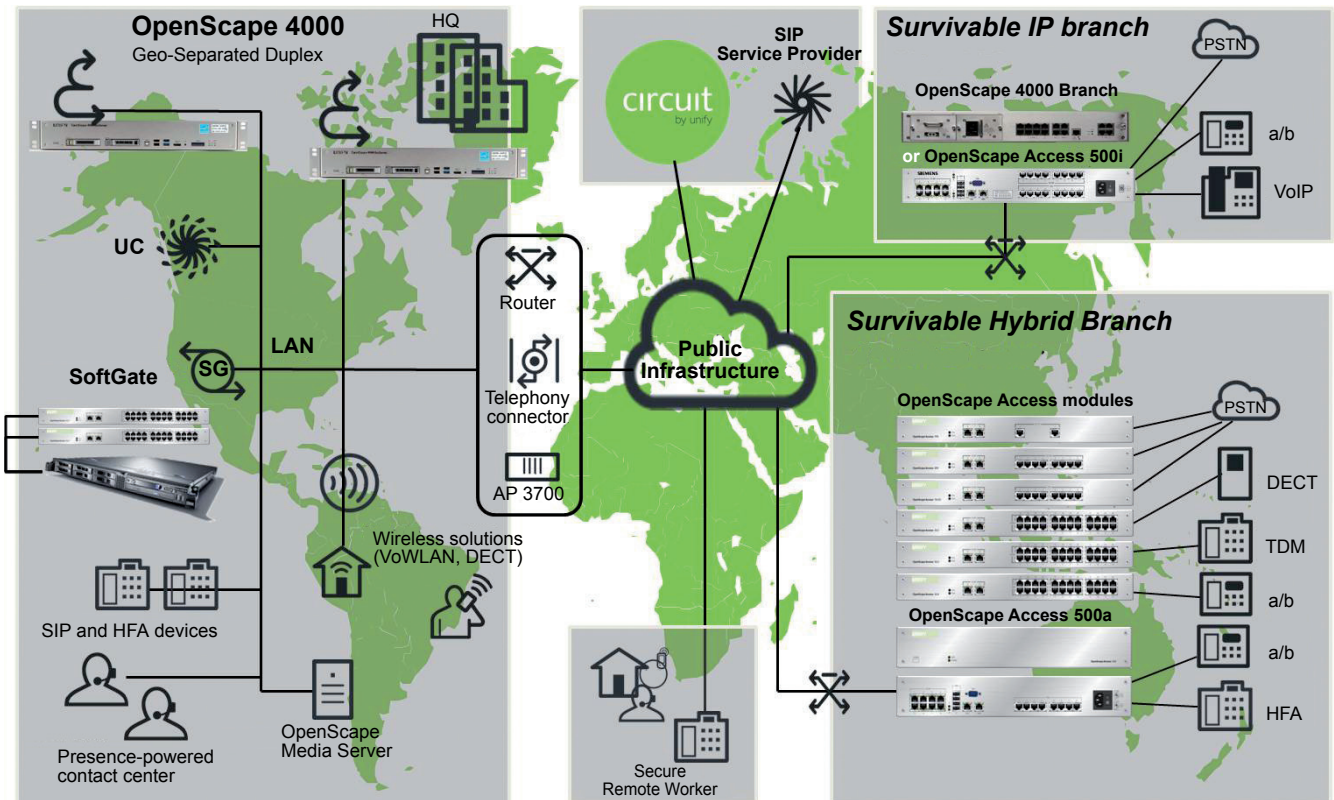 OpenScape 4000
Geo-Separated Duplex
HQ
UC
LAN
SG
SoftGate
SIP and HFA devices
Presence-powered
contact center
OpenScape
Media Server
Wireless solutions
(VoWLAN, DECT)
Router
Telephony
connector
AP 3700
circuit
by unify
SIP
Service Provider
Public
Infrastructure
Secure
Remote Worker
Survivable IP branch
PSTN
OpenScape 4000 Branch
or OpenScape Access 500i
SIEMENS
a/b
VoIP
Survivable Hybrid Branch
OpenScape Access modules
PSTN
DECT
TDM
a/b
OpenScape Access 500a
a/b
HFA